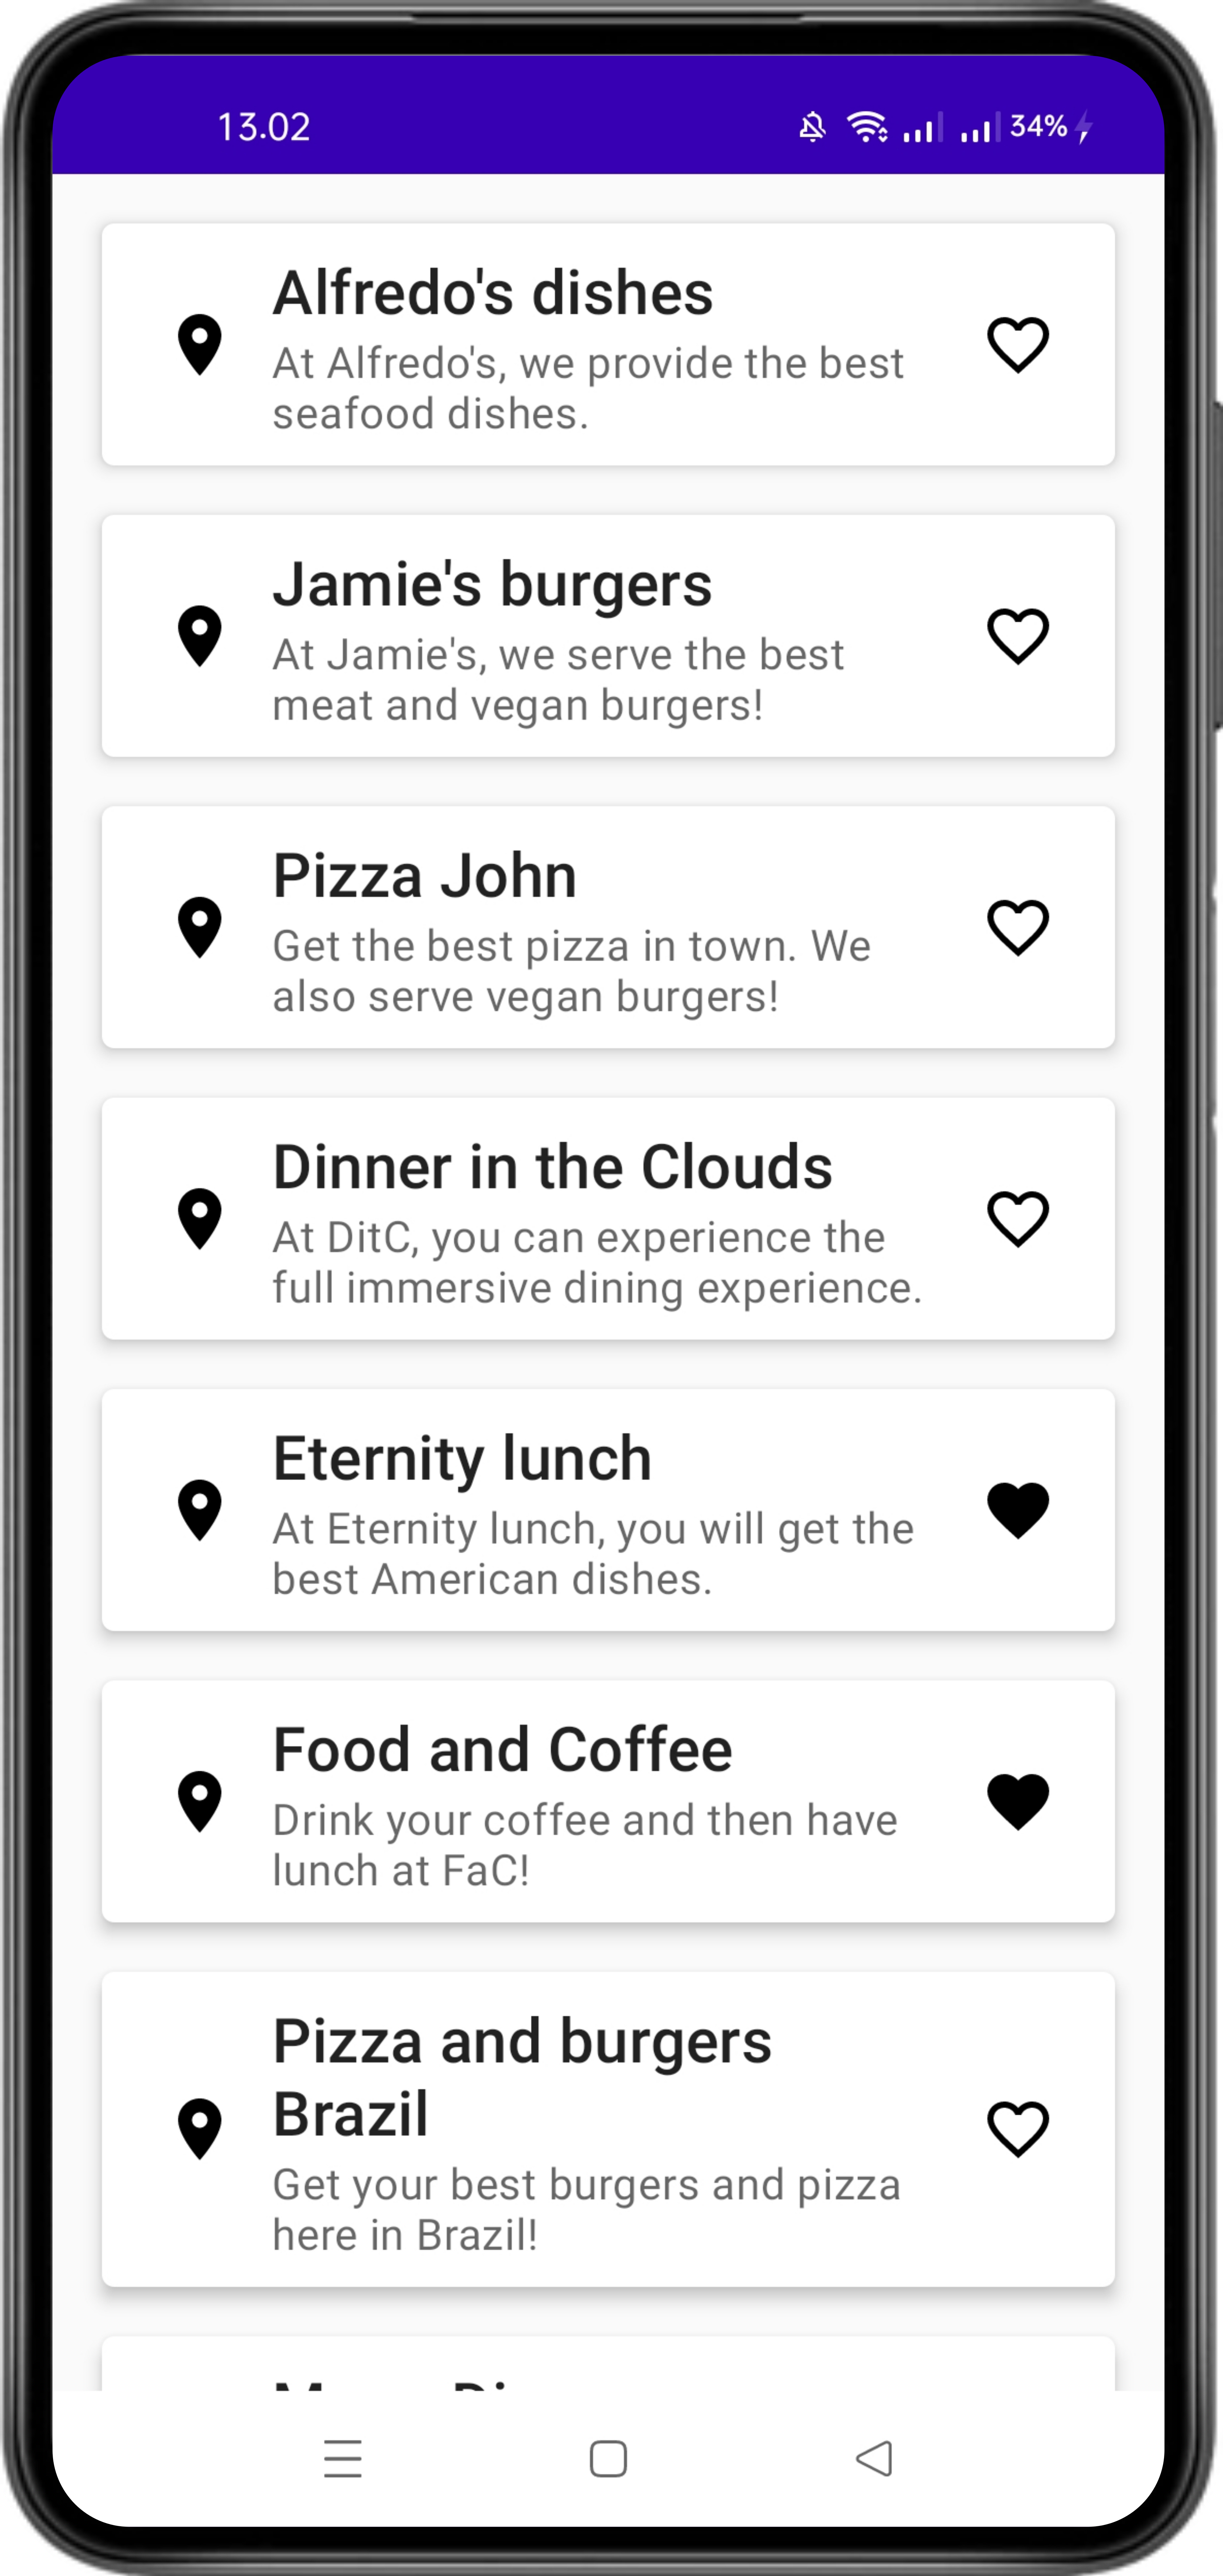 13.02
34%
Alfredo's dishes
At Alfredo's, we provide the best
seafood dishes.
Jamie's burgers
At Jamie's, we serve the best
meat and vegan burgers!
Pizza John
Get the best pizza in town. We
also serve vegan burgers!
Dinner in the Clouds
At DitC, you can experience the
full immersive dining experience.
Eternity lunch
At Eternity lunch, you will get the
best American dishes.
Food and Coffee
Drink your coffee and then have
lunch at FaC!
Pizza and burgers
Brazil
Get your best burgers and pizza
here in Brazil!